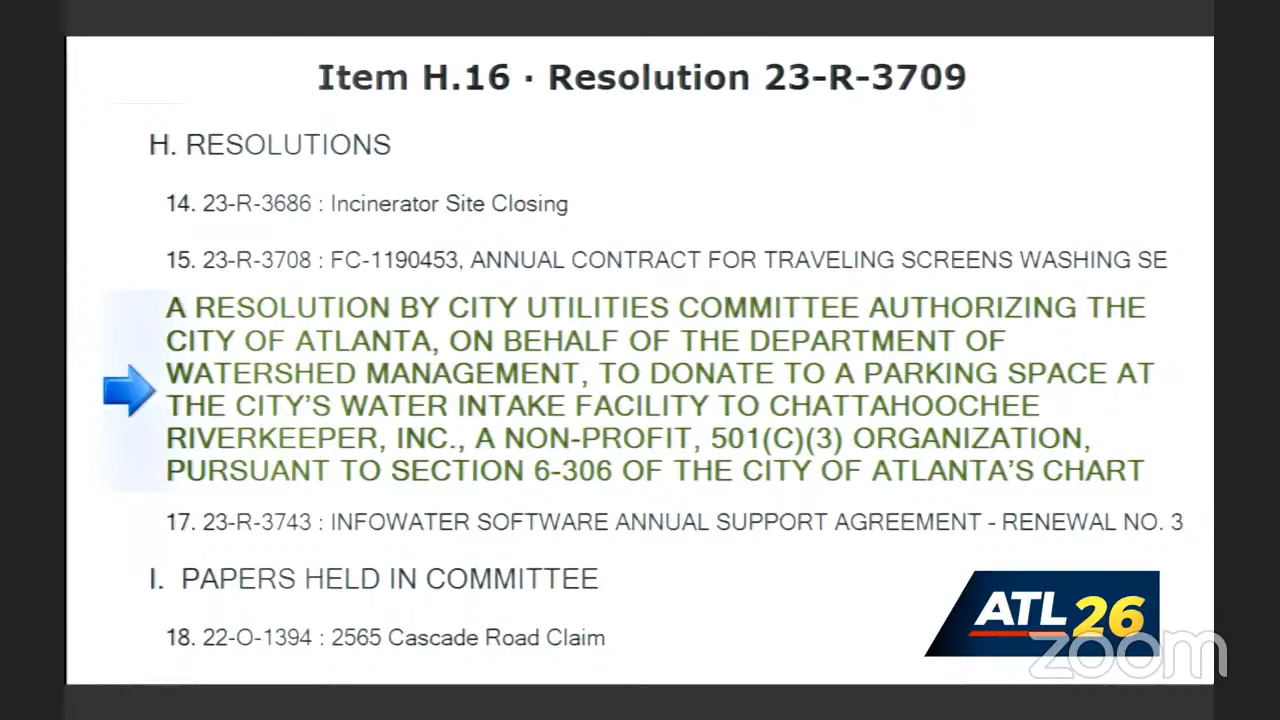 Item H.16 · Resolution 23-R-3709
H. RESOLUTIONS
14. 23-R-3686 : Incinerator Site Closing
15. 23-R-3708 : FC-1190453, ANNUAL CONTRACT FOR TRAVELING SCREENS WASHING SE
A RESOLUTION BY CITY UTILITIES COMMITTEE AUTHORIZING THE
CITY OF ATLANTA, ON BEHALF OF THE DEPARTMENT OF
WATERSHED MANAGEMENT, TO DONATE TO A PARKING SPACE AT
THE CITY’S WATER INTAKE FACILITY TO CHATTAHOOCHEE
RIVERKEEPER, INC., A NON-PROFIT, 501(C)(3) ORGANIZATION,
PURSUANT TO SECTION 6-306 OF THE CITY OF ATLANTA’S CHART
17. 23-R-3743 : INFOWATER SOFTWARE ANNUAL SUPPORT AGREEMENT - RENEWAL NO. 3
I. PAPERS HELD IN COMMITTEE
18. 22-O-1394 : 2565 Cascade Road Claim
ATL 26
zoom